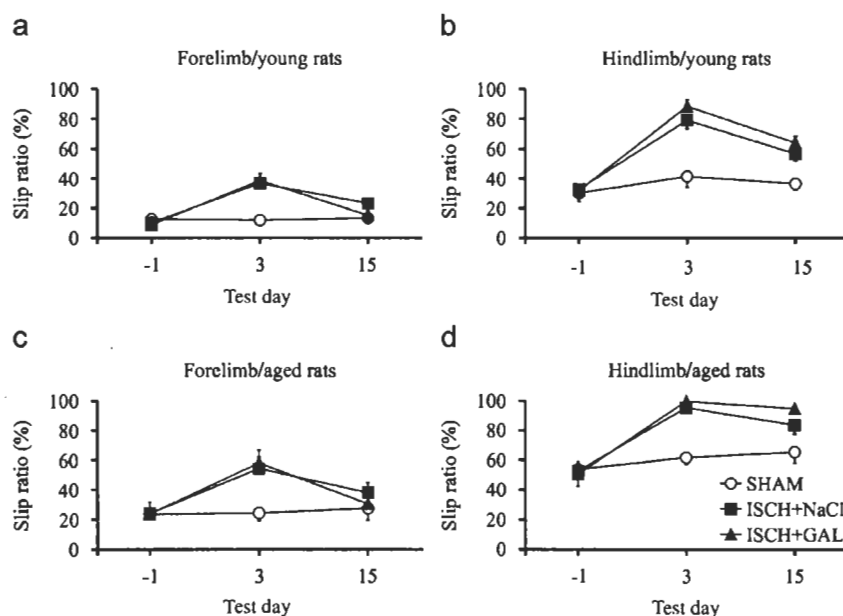 a
Forelimb/young rats
Slip ratio (%)
100
80
60
40
20
0
-1 3 15
Test day
b
Hindlimb/young rats
Slip ratio (%)
100
80
60
40
20
0
-1 3 15
Test day
c
Forelimb/aged rats
Slip ratio (%)
100
80
60
40
20
0
-1 3 15
Test day
d
Hindlimb/aged rats
Slip ratio (%)
100
80
60
40
20
0
SHAM
ISCH+NaCl
ISCH+GAL
-1 3 15
Test day